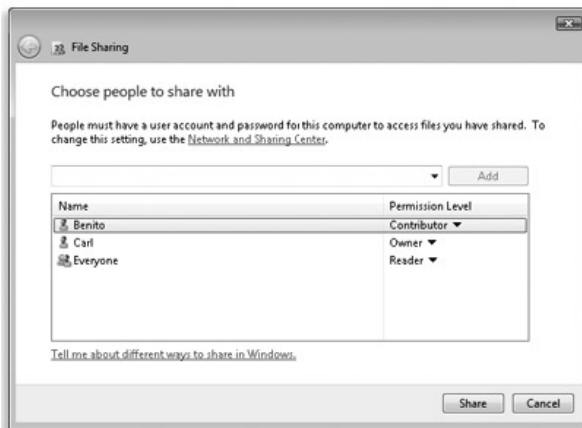 File Sharing
Choose people to share with
People must have a user account and password for this computer to access files you have shared. To
change this setting, use the Network and Sharing Center.
Add
Name Permission Level
Benito Contributor
Carl Owner
Everyone Reader
Tell me about different ways to share in Windows.
Share Cancel